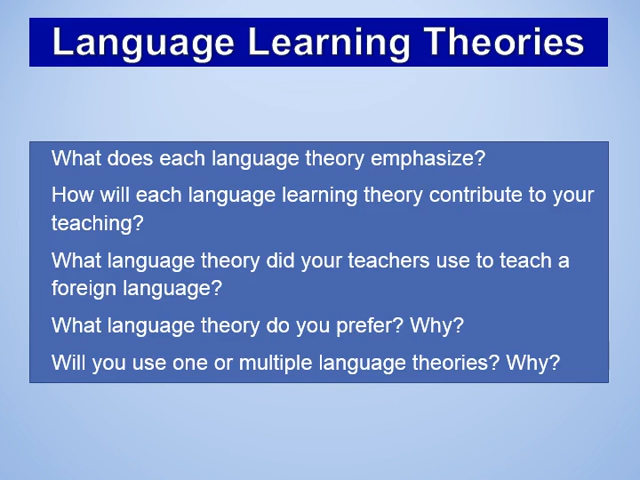 Language Learning Theories
What does each language theory emphasize?
How will each language learning theory contribute to your
teaching?
What language theory did your teachers use to teach a
foreign language?
What language theory do you prefer? Why?
Will you use one or multiple language theories? Why?